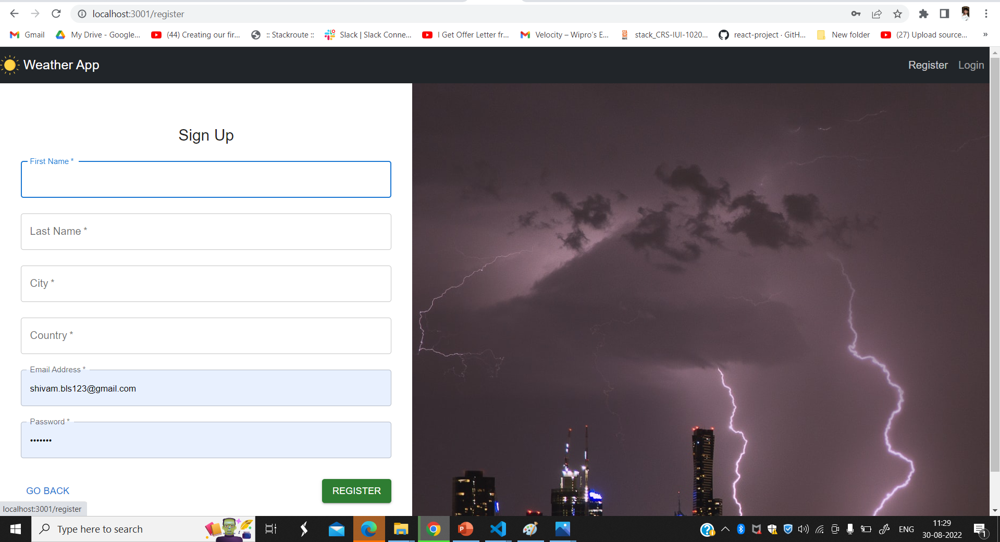 localhost:3001/register
Gmail My Drive - Google... (44) Creating our fir... :: Stackroute :: Slack | Slack Conne... I Get Offer Letter fr... Velocity – Wipro's E... stack_CRS-IUI-1020... react-project · GitH... New folder (27) Upload source... »
Weather App Register Login
Sign Up
First Name *
Last Name *
City *
Country *
Email Address *
shivam.bls123@gmail.com
Password *
•••••••
GO BACK REGISTER
localhost:3001/register
Type here to search ENG 11:29
30-08-2022 1